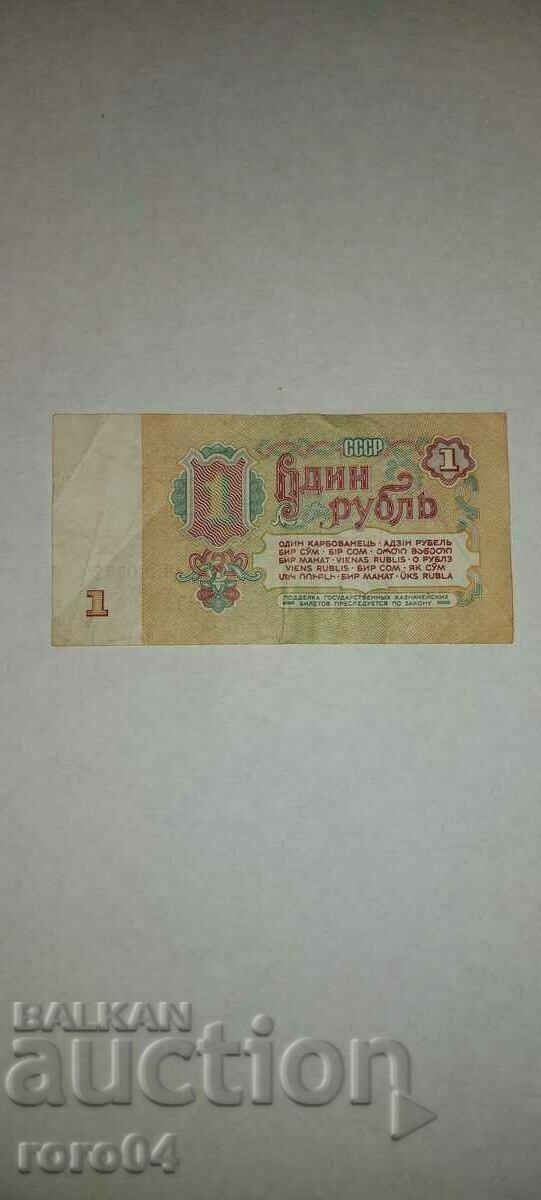 СССР
1
1
Один
рубль
ОДИН КАРБОВАНЕЦЬ · АДЗІН РУБЕЛЬ
БИР СЎМ · БІР СОМ · ᲝᲠᲗᲘ ᲛᲐᲜᲔᲗᲘ
БИР МАНАТ · VIENAS RUBLIS · О РУБЛЭ
VIENS RUBLIS · БИР СОМ · ЯК СЎМ
ՄԵԿ ՌՈՒԲԼԻ · БИР МАНАТ · ÜKS RUBLA
ПОДДЕЛКА ГОСУДАРСТВЕННЫХ КАЗНАЧЕЙСКИХ
БИЛЕТОВ ПРЕСЛЕДУЕТСЯ ПО ЗАКОНУ
1
BALKAN
auction
roro04